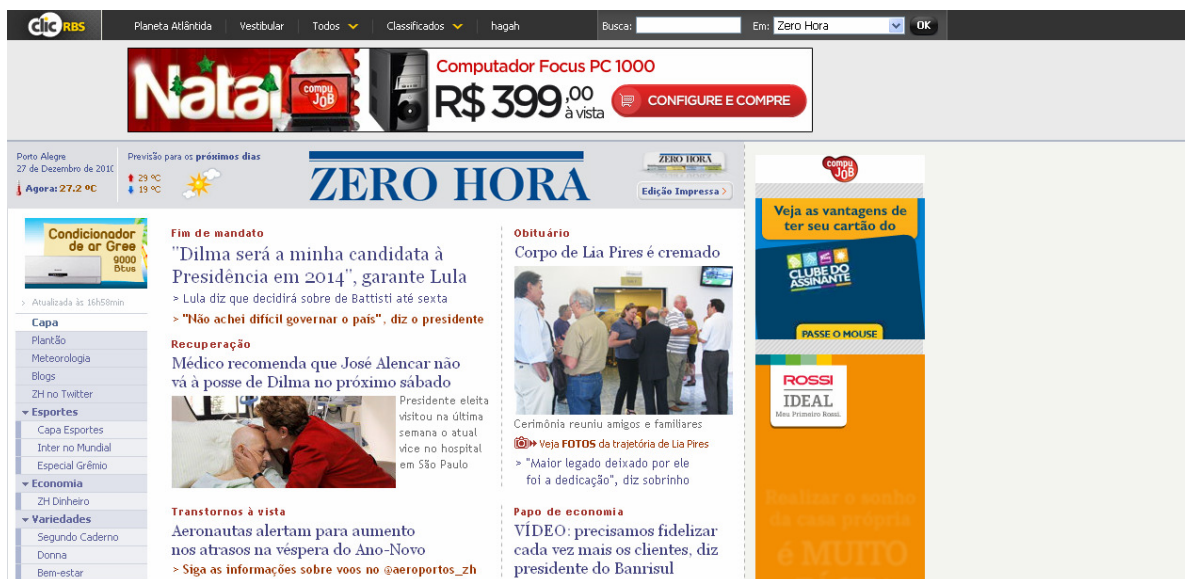 clic RBS
Planeta Atlântida
Vestibular
Todos
Classificados
hagah
Busca:
Em: Zero Hora
OK
Natal
compu JOB
Computador Focus PC 1000
R$ 399,00 à vista
CONFIGURE E COMPRE
Porto Alegre
27 de Dezembro de 2010
Agora: 27.2 ºC
Previsão para os próximos dias
29 ºC
19 ºC
ZERO HORA
ZERO HORA
Edição Impressa >
Condicionador
de ar Gree
9000
Btus
> Atualizada às 16h58min
Capa
Plantão
Meteorologia
Blogs
ZH no Twitter
Esportes
Capa Esportes
Inter no Mundial
Especial Grêmio
Economia
ZH Dinheiro
Variedades
Segundo Caderno
Donna
Bem-estar
Fim de mandato
"Dilma será a minha candidata à
Presidência em 2014", garante Lula
> Lula diz que decidirá sobre de Battisti até sexta
> "Não achei difícil governar o país", diz o presidente
Recuperação
Médico recomenda que José Alencar não
vá à posse de Dilma no próximo sábado
Presidente eleita
visitou na última
semana o atual
vice no hospital
em São Paulo
Transtornos à vista
Aeronautas alertam para aumento
nos atrasos na véspera do Ano-Novo
> Siga as informações sobre voos no @aeroportos_zh
Obituário
Corpo de Lia Pires é cremado
Cerimônia reuniu amigos e familiares
Veja FOTOS da trajetória de Lia Pires
> "Maior legado deixado por ele
foi a dedicação", diz sobrinho
Papo de economia
VÍDEO: precisamos fidelizar
cada vez mais os clientes, diz
presidente do Banrisul
compu JOB
Veja as vantagens de
ter seu cartão do
CLUBE DO
ASSINANTE
PASSE O MOUSE
ROSSI
IDEAL
Meu Primeiro Rossi.
Realizar o sonho
da casa própria
é MUITO